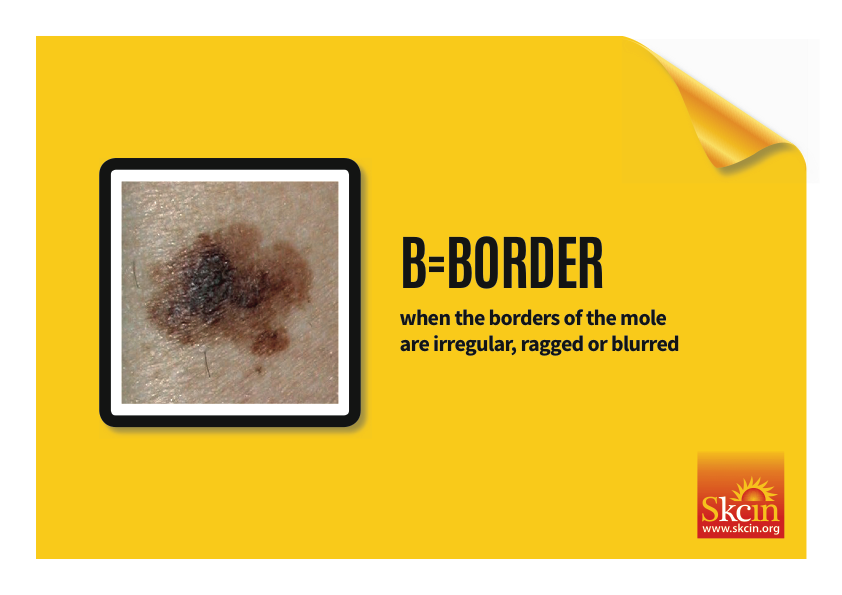 B=BORDER
when the borders of the mole
are irregular, ragged or blurred
Skcin
www.skcin.org